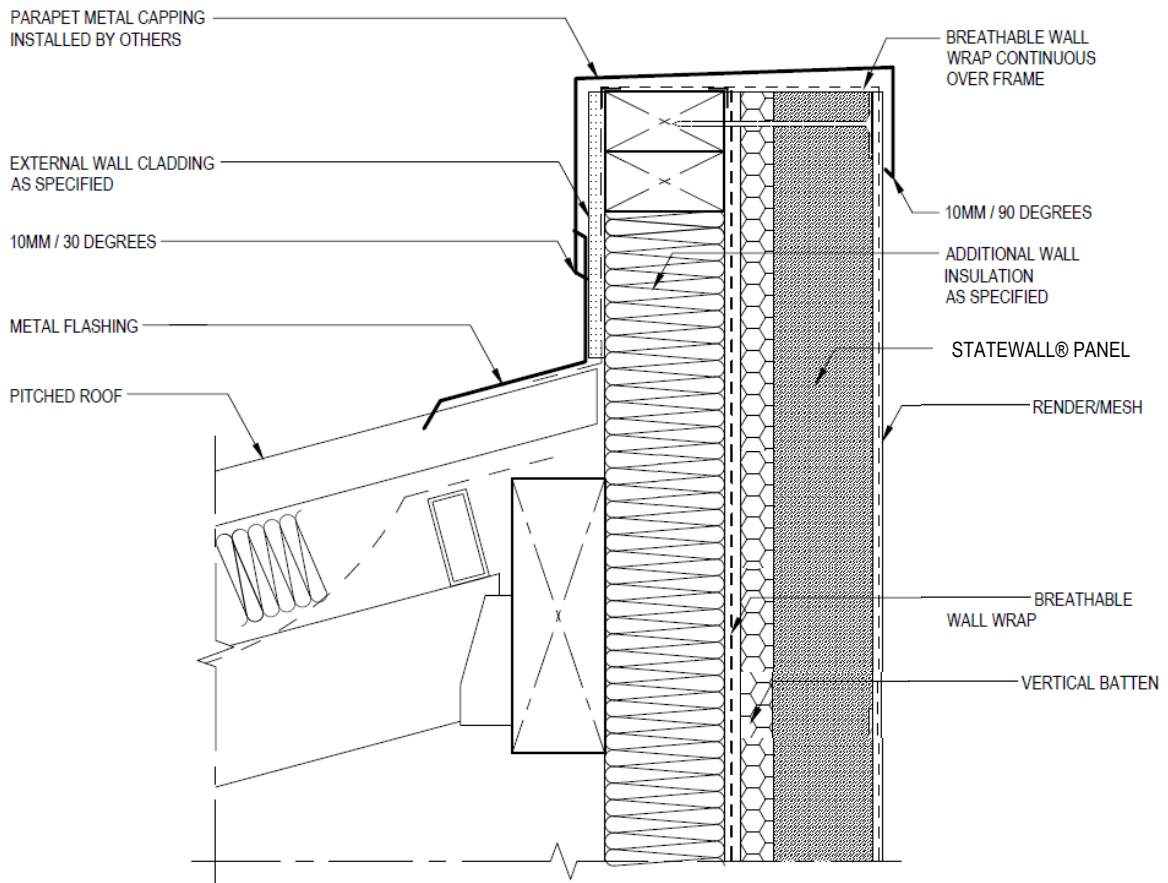 PARAPET METAL CAPPING
INSTALLED BY OTHERS
EXTERNAL WALL CLADDING
AS SPECIFIED
10MM / 30 DEGREES
METAL FLASHING
PITCHED ROOF
BREATHABLE WALL
WRAP CONTINUOUS
OVER FRAME
10MM / 90 DEGREES
ADDITIONAL WALL
INSULATION
AS SPECIFIED
STATEWALL® PANEL
RENDER/MESH
BREATHABLE
WALL WRAP
VERTICAL BATTEN